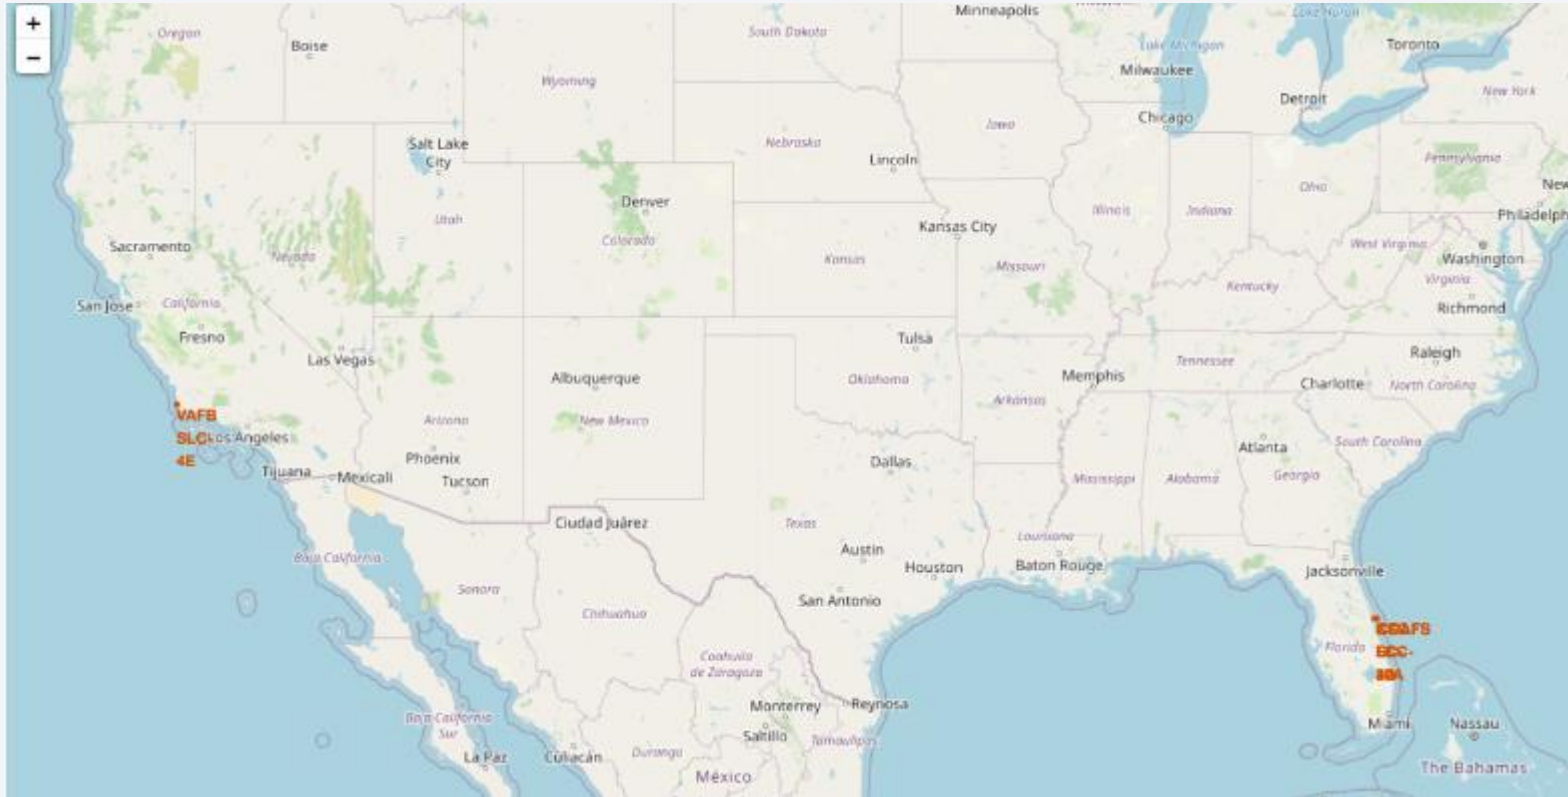 +
−
Oregon
Boise
South Dakota
Minneapolis
Lake Huron
Lake Michigan
Toronto
Wyoming
Milwaukee
New York
Detroit
Iowa
Chicago
Salt Lake
City
Nebraska
Lincoln
Pennsylvania
New
Ohio
Denver
Utah
Illinois
Indiana
Philadelph
Kansas City
Colorado
Sacramento
Nevada
Kansas
Missouri
West Virginia
Washington
Virginia
Kentucky
San Jose
California
Richmond
Fresno
Las Vegas
Tulsa
Tennessee
Raleigh
Albuquerque
Oklahoma
Memphis
Charlotte
North Carolina
Arkansas
VAFB
SLC-
4E
Los Angeles
Arizona
New Mexico
Atlanta
South Carolina
Phoenix
Dallas
Tijuana
Mexicali
Tucson
Mississippi
Alabama
Georgia
Ciudad Juárez
Texas
Louisiana
Austin
Houston
Baton Rouge
Jacksonville
Baja California
Sonora
Chihuahua
San Antonio
Florida
Coahuila
de Zaragoza
Monterrey
Reynosa
Baja California
Sur
Saltillo
Tamaulipas
Miami
Nassau
La Paz
Culiacán
Durango
México
The Bahamas